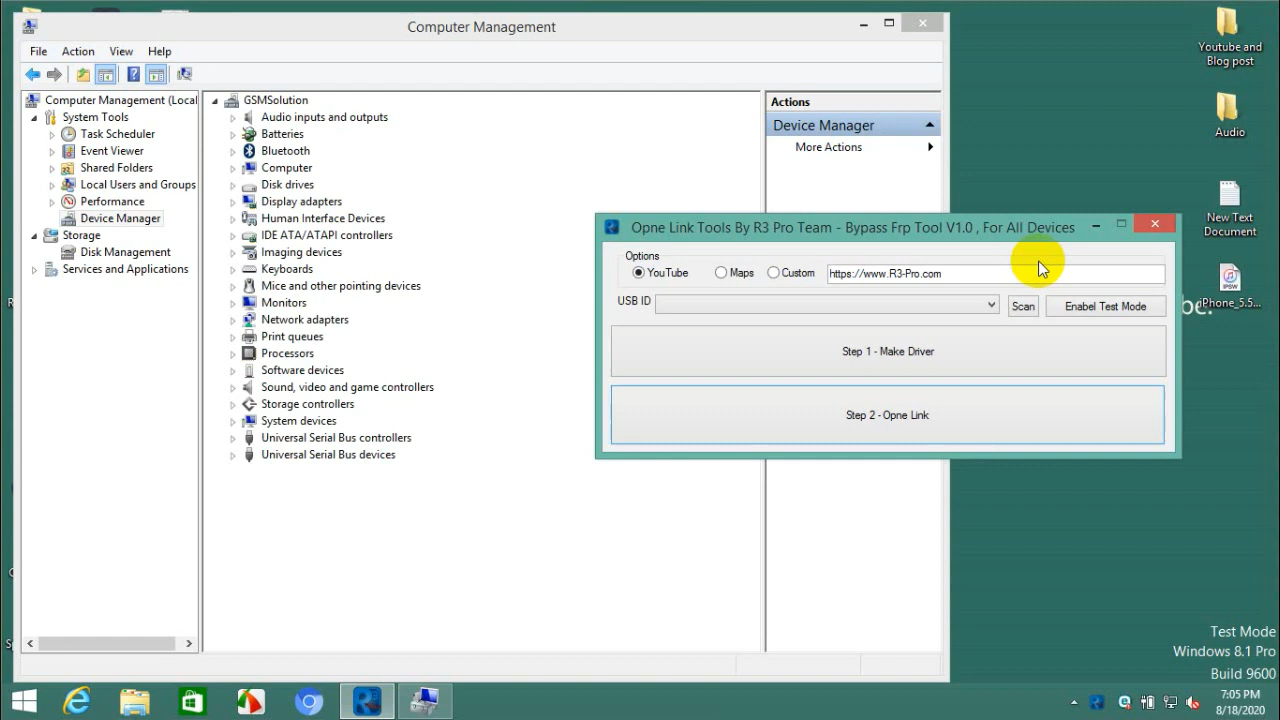 Computer Management
File Action View Help
Computer Management (Local
System Tools
Task Scheduler
Event Viewer
Shared Folders
Local Users and Groups
Performance
Device Manager
Storage
Disk Management
Services and Applications
GSMSolution
Audio inputs and outputs
Batteries
Bluetooth
Computer
Disk drives
Display adapters
Human Interface Devices
IDE ATA/ATAPI controllers
Imaging devices
Keyboards
Mice and other pointing devices
Monitors
Network adapters
Print queues
Processors
Software devices
Sound, video and game controllers
Storage controllers
System devices
Universal Serial Bus controllers
Universal Serial Bus devices
Actions
Device Manager
More Actions
Opne Link Tools By R3 Pro Team - Bypass Frp Tool V1.0 , For All Devices
Options
YouTube Maps Custom https://www.R3-Pro.com
USB ID Scan Enabel Test Mode
Step 1 - Make Driver
Step 2 - Opne Link
Youtube and
Blog post
Audio
New Text
Document
IPSW
iPhone_5.5...
be.
Test Mode
Windows 8.1 Pro
Build 9600
7:05 PM
8/18/2020